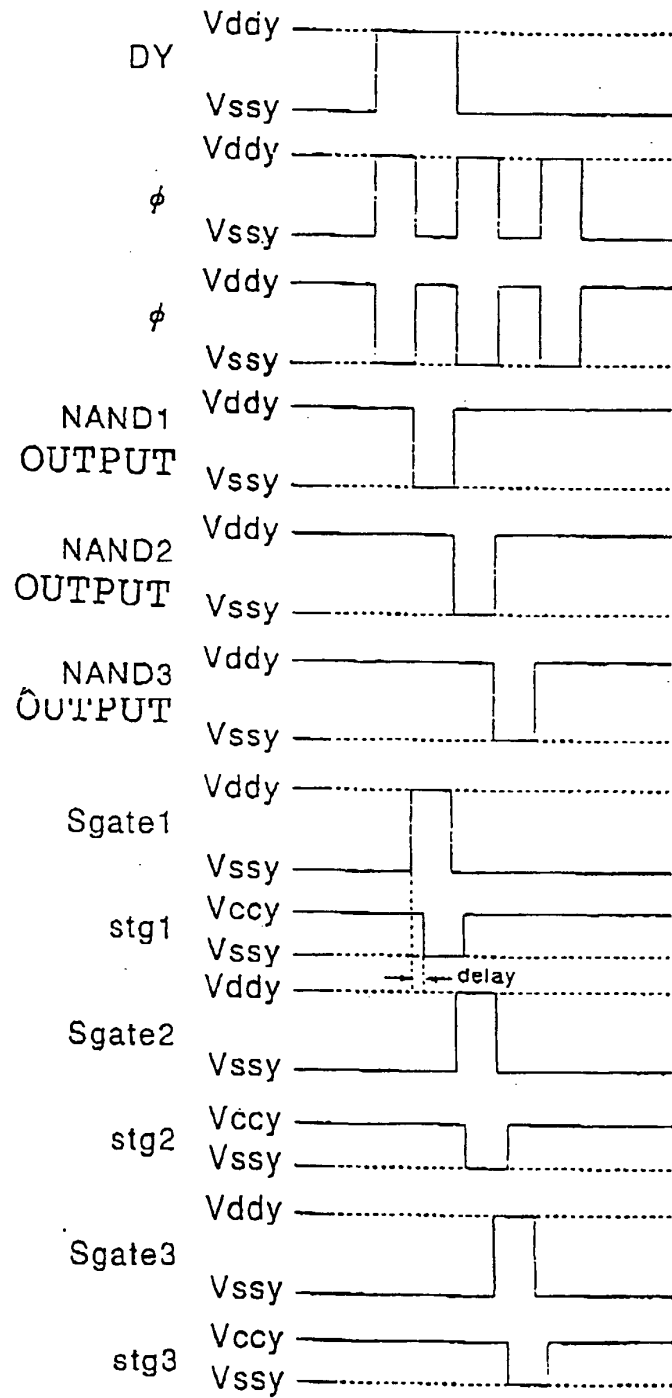 Vddy
DY
Vssy
Vddy
ϕ
Vssy
Vddy
ϕ
Vssy
Vddy
NAND1
OUTPUT
Vssy
Vddy
NAND2
OUTPUT
Vssy
Vddy
NAND3
OUTPUT
Vssy
Vddy
Sgate1
Vssy
Vccy
stg1
Vssy
delay
Vddy
Sgate2
Vssy
Vccy
stg2
Vssy
Vddy
Sgate3
Vssy
Vccy
stg3
Vssy